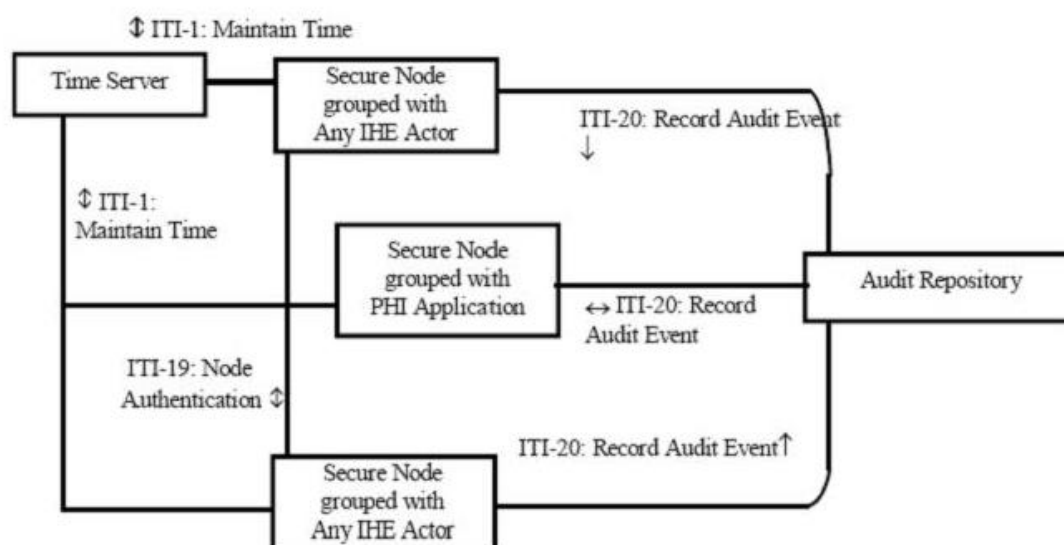 ⇕ ITI-1: Maintain Time
Time Server
Secure Node
grouped with
Any IHE Actor
ITI-20: Record Audit Event
↓
⇕ ITI-1:
Maintain Time
Secure Node
grouped with
PHI Application
Audit Repository
↔ ITI-20: Record
Audit Event
ITI-19: Node
Authentication ⇕
ITI-20: Record Audit Event↑
Secure Node
grouped with
Any IHE Actor